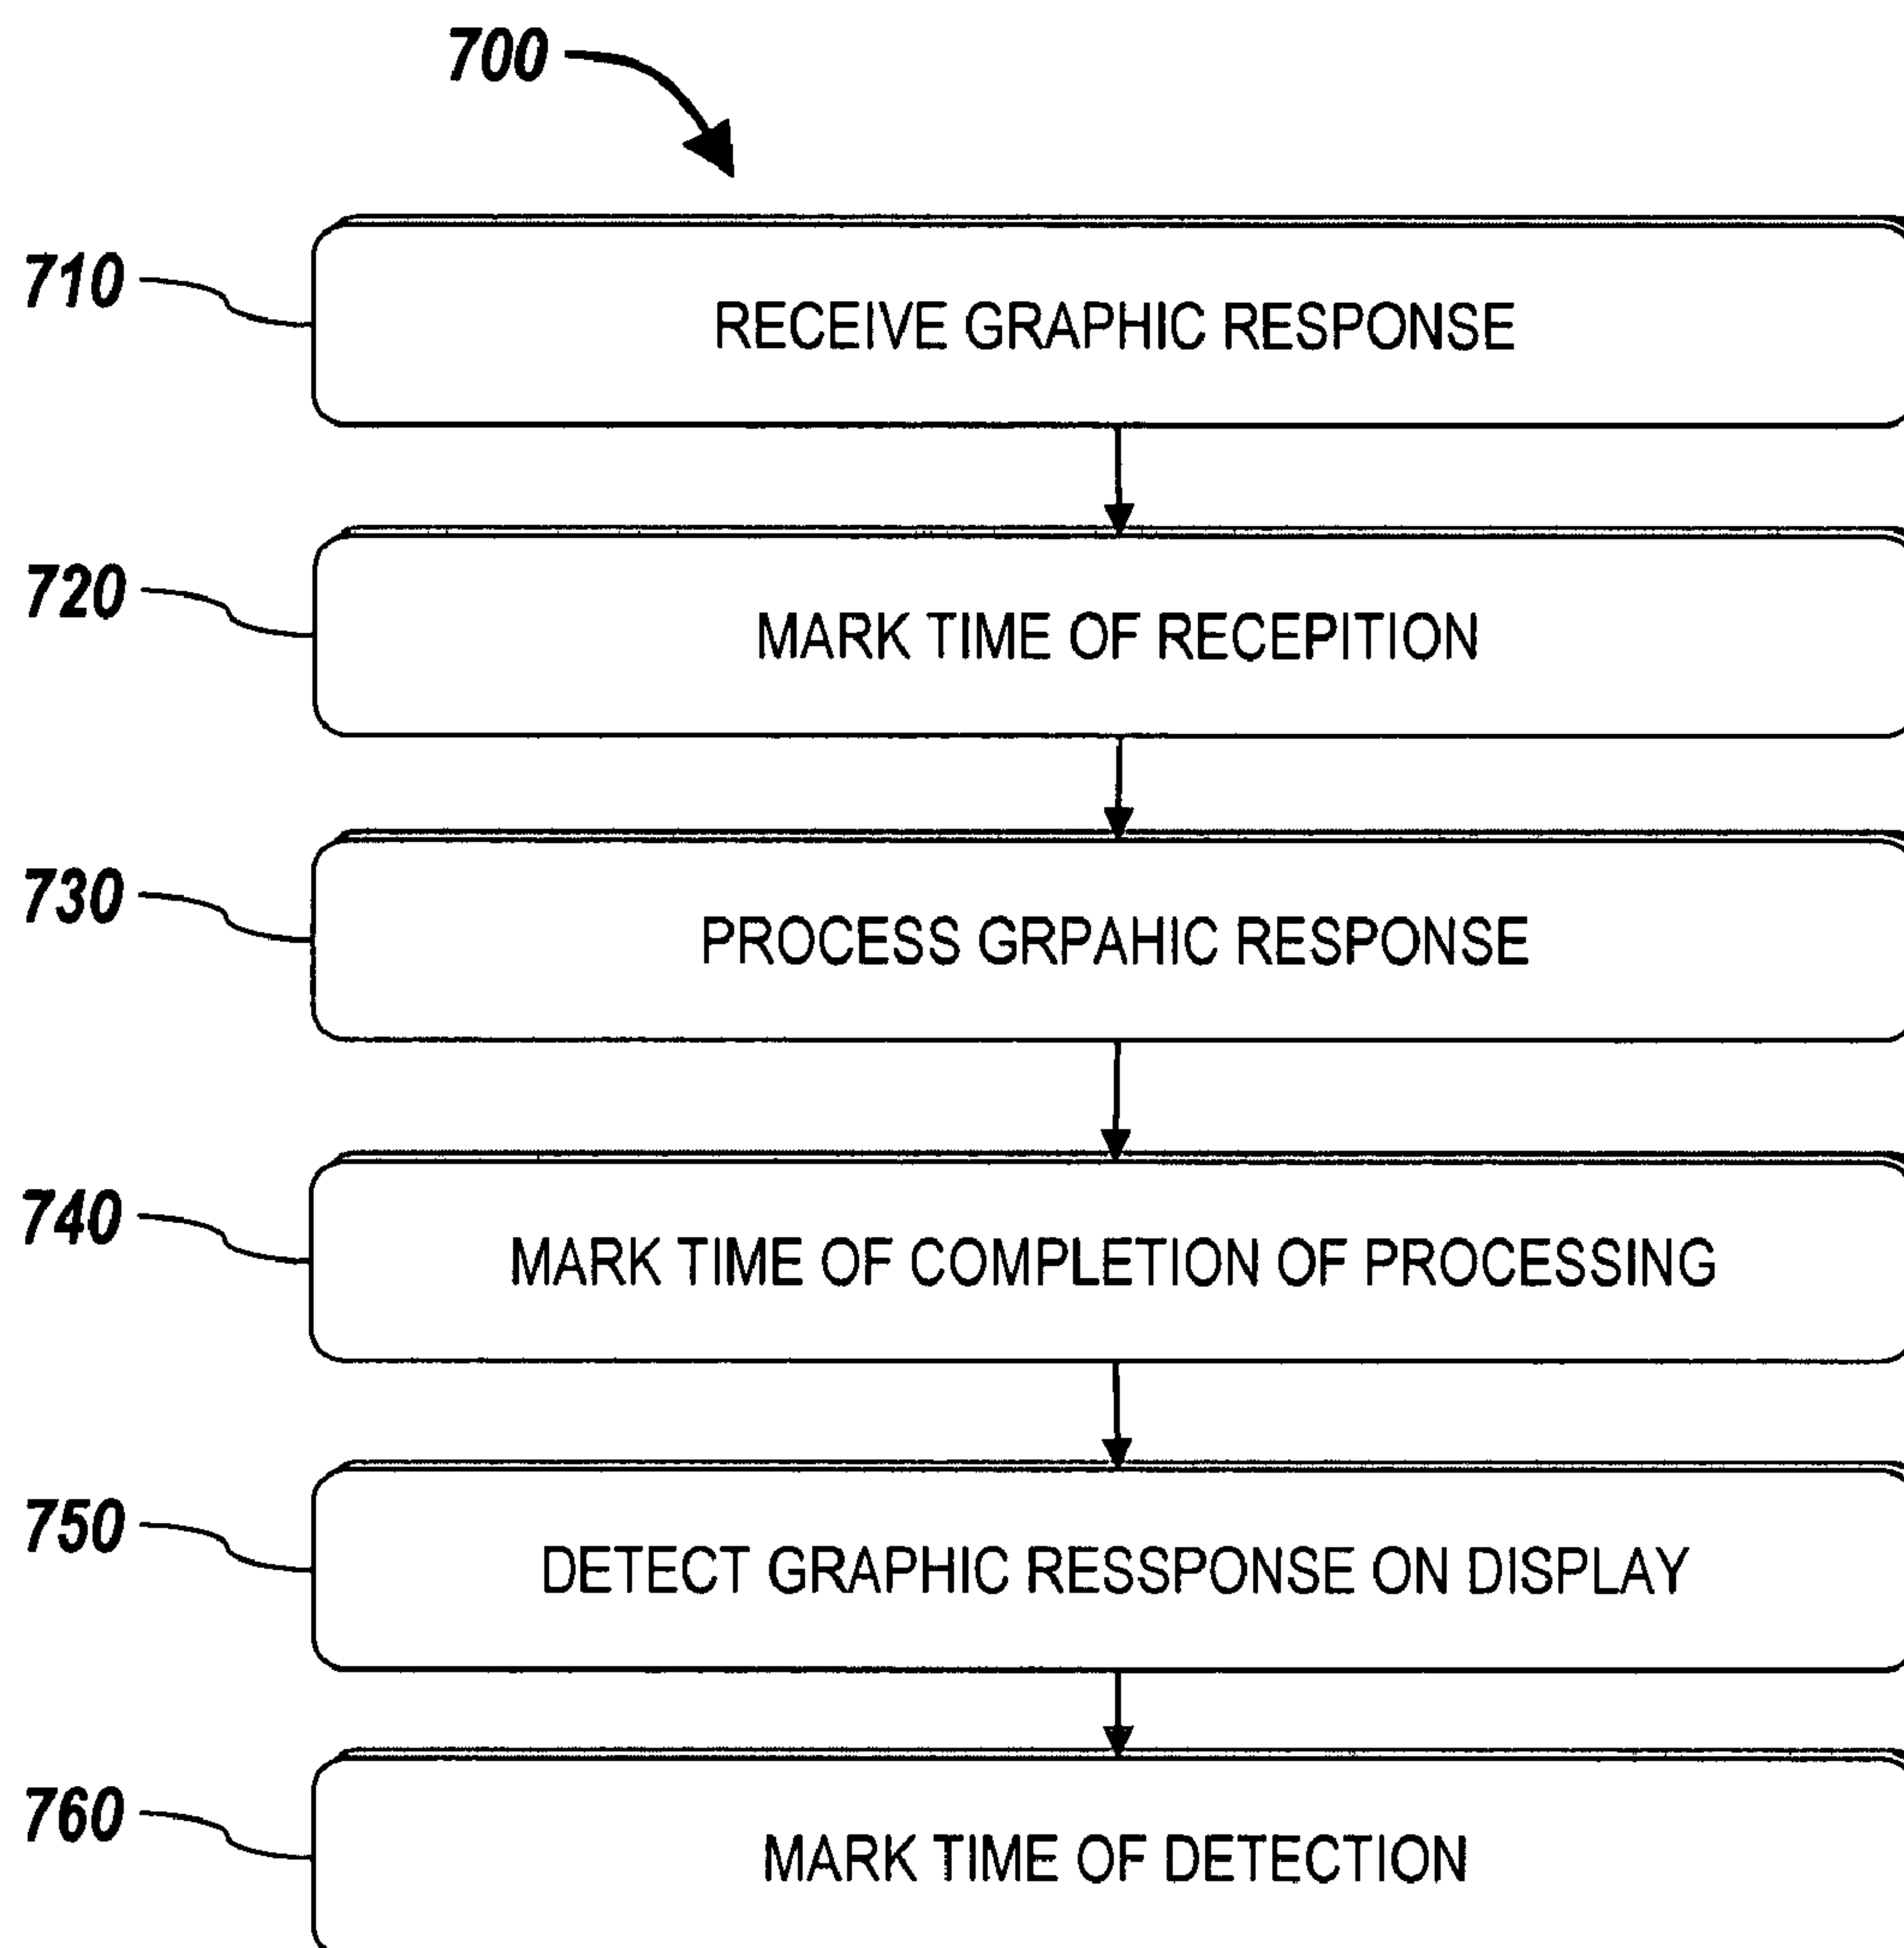 700
710
RECEIVE GRAPHIC RESPONSE
720
MARK TIME OF RECEPITION
730
PROCESS GRPAHIC RESPONSE
740
MARK TIME OF COMPLETION OF PROCESSING
750
DETECT GRAPHIC RESSPONSE ON DISPLAY
760
MARK TIME OF DETECTION